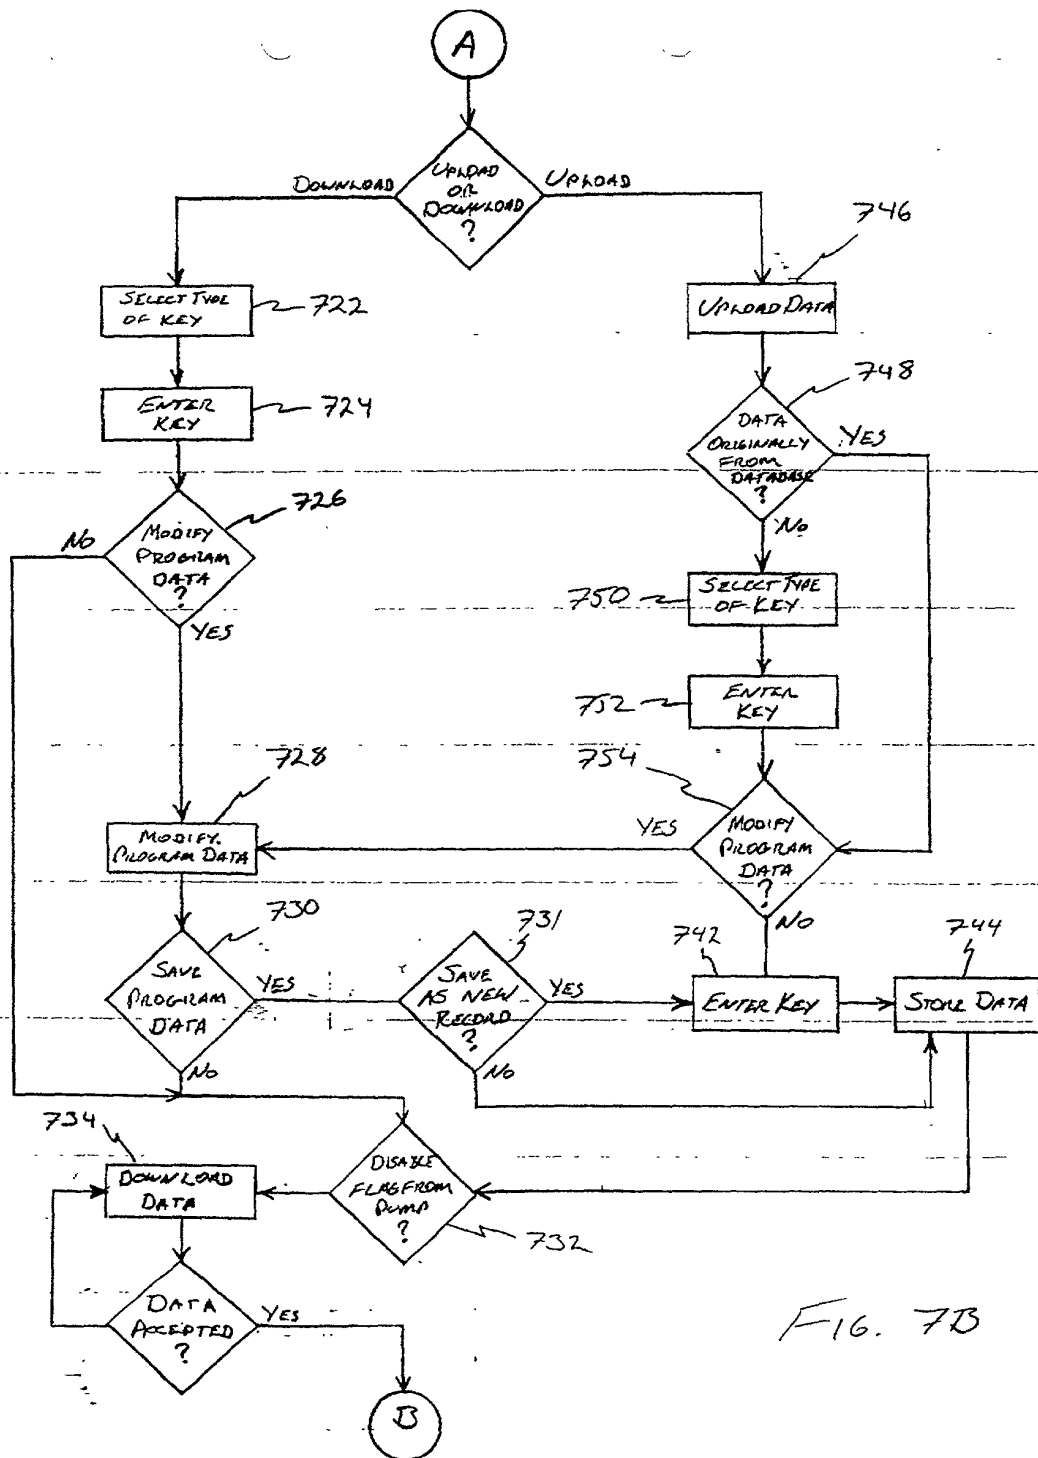 A
UPLOAD
OR
DOWNLOAD
?
DOWNLOAD
UPLOAD
746
SELECT TYPE
OF KEY
722
UPLOAD DATA
748
ENTER
KEY
724
DATA
ORIGINALLY
FROM
DATABASE
?
YES
NO
726
NO
MODIFY
PROGRAM
DATA
?
YES
750
SELECT TYPE
OF KEY
752
ENTER
KEY
728
754
MODIFY
PROGRAM DATA
YES
MODIFY
PROGRAM
DATA
?
NO
730
731
742
744
SAVE
PROGRAM
DATA
YES
NO
SAVE
AS NEW
RECORD
?
YES
NO
ENTER KEY
STORE DATA
734
DOWNLOAD
DATA
DISABLE
FLAG FROM
PUMP
?
732
DATA
ACCEPTED
?
YES
B
FIG. 7B